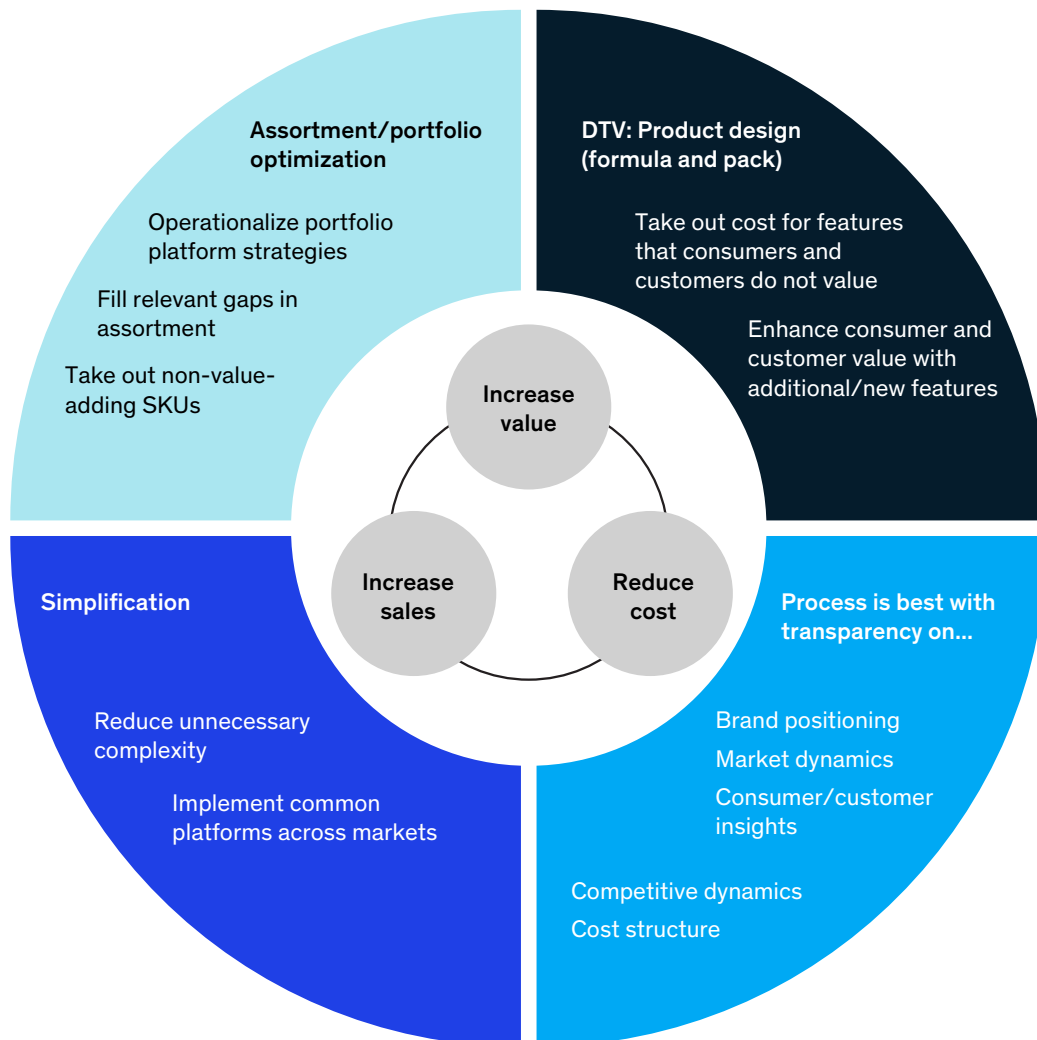 Assortment/portfolio
optimization
Operationalize portfolio
platform strategies
Fill relevant gaps in
assortment
Take out non-value-
adding SKUs
DTV: Product design
(formula and pack)
Take out cost for features
that consumers and
customers do not value
Enhance consumer and
customer value with
additional/new features
Increase
value
Increase
sales
Reduce
cost
Simplification
Reduce unnecessary
complexity
Implement common
platforms across markets
Process is best with
transparency on...
Brand positioning
Market dynamics
Consumer/customer
insights
Competitive dynamics
Cost structure